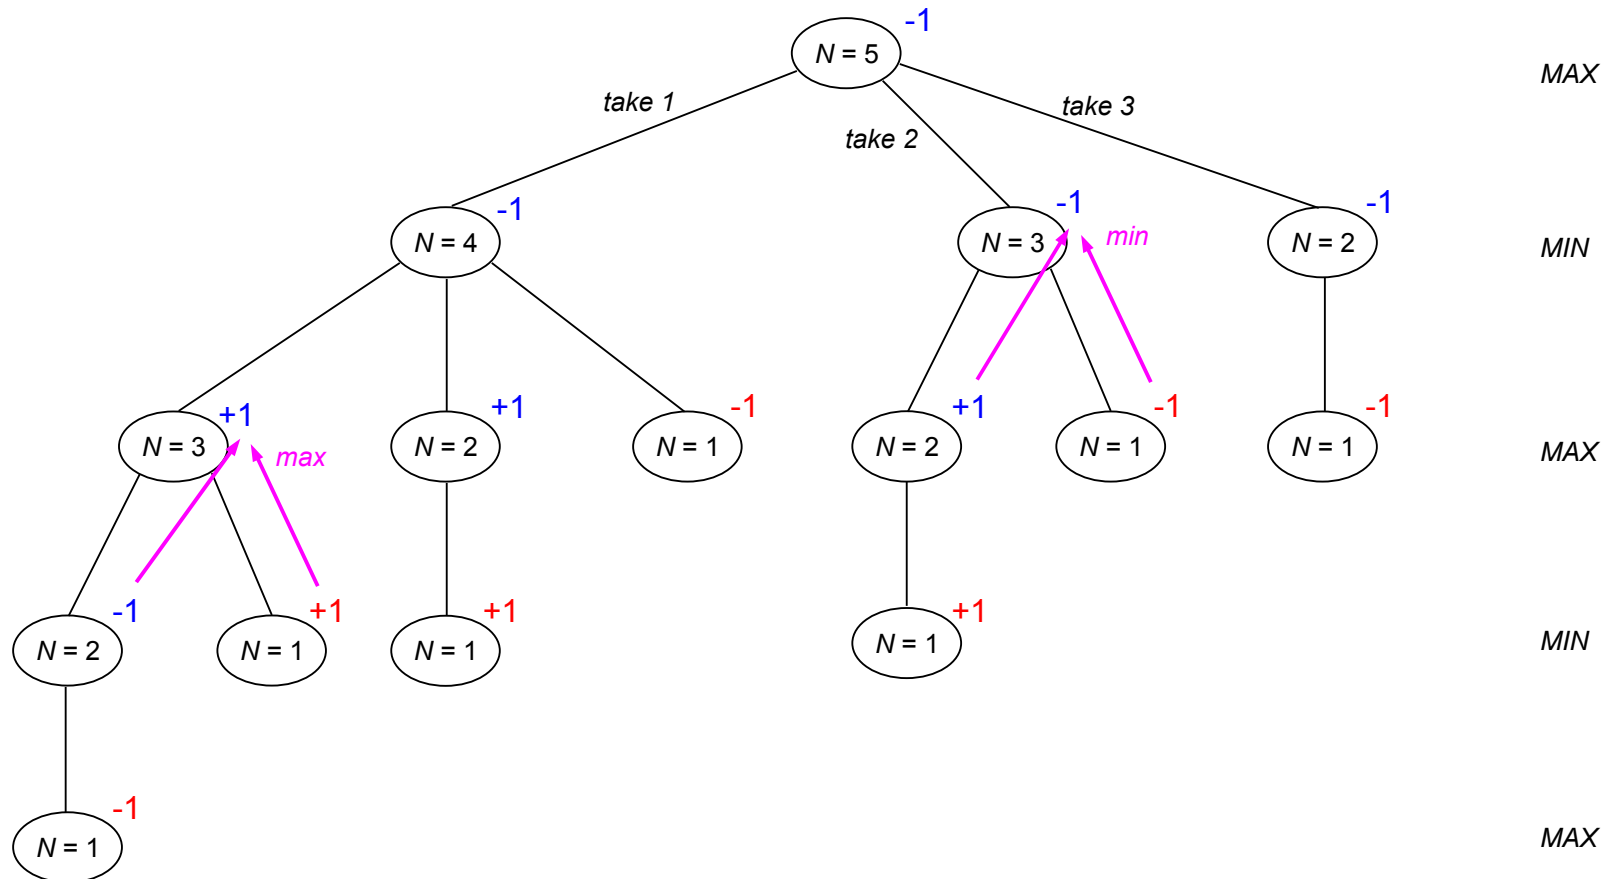 -1
N = 5
MAX
take 1
take 2
take 3
-1
-1
-1
N = 4
N = 3
min
N = 2
MIN
+1
+1
-1
+1
-1
-1
N = 3
max
N = 2
N = 1
N = 2
N = 1
N = 1
MAX
-1
+1
+1
+1
N = 2
N = 1
N = 1
N = 1
MIN
-1
N = 1
MAX